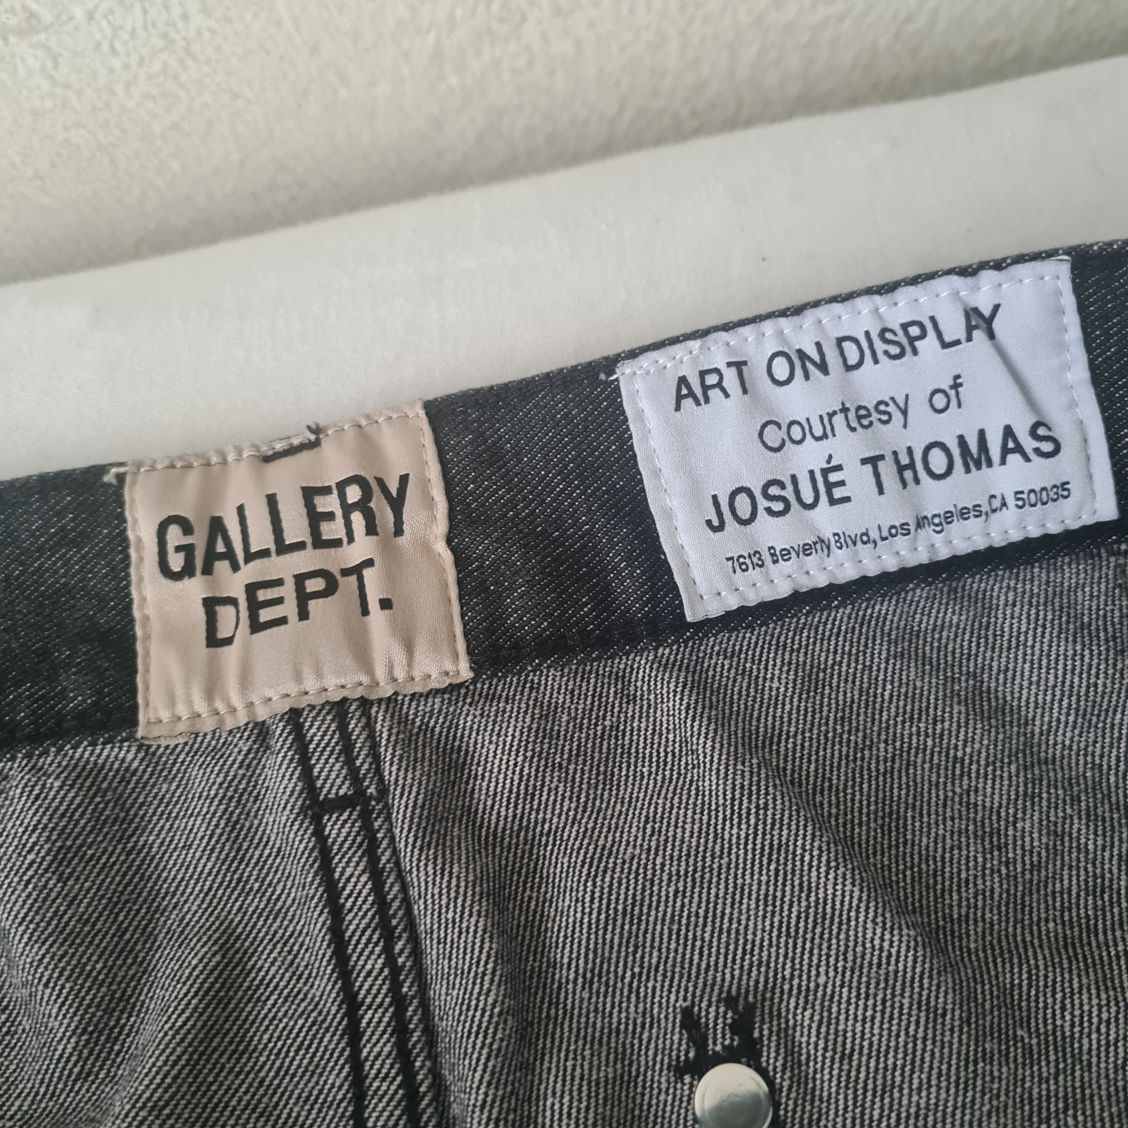 GALLERY
DEPT.
ART ON DISPLAY
Courtesy of
JOSUÉ THOMAS
7613 Beverly Blvd, Los Angeles, CA 50035